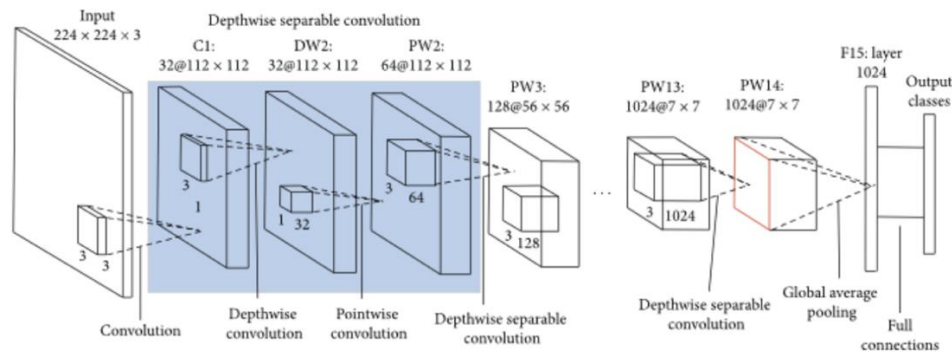 Input
224 × 224 × 3
Depthwise separable convolution
C1:
32@112 × 112
DW2:
32@112 × 112
PW2:
64@112 × 112
PW3:
128@56 × 56
PW13:
1024@7 × 7
PW14:
1024@7 × 7
F15: layer
1024
Output
classes
3
3
3
1
1
32
3
64
3
128
...
3
1024
Convolution
Depthwise
convolution
Pointwise
convolution
Depthwise separable
convolution
Depthwise separable
convolution
Global average
pooling
Full
connections